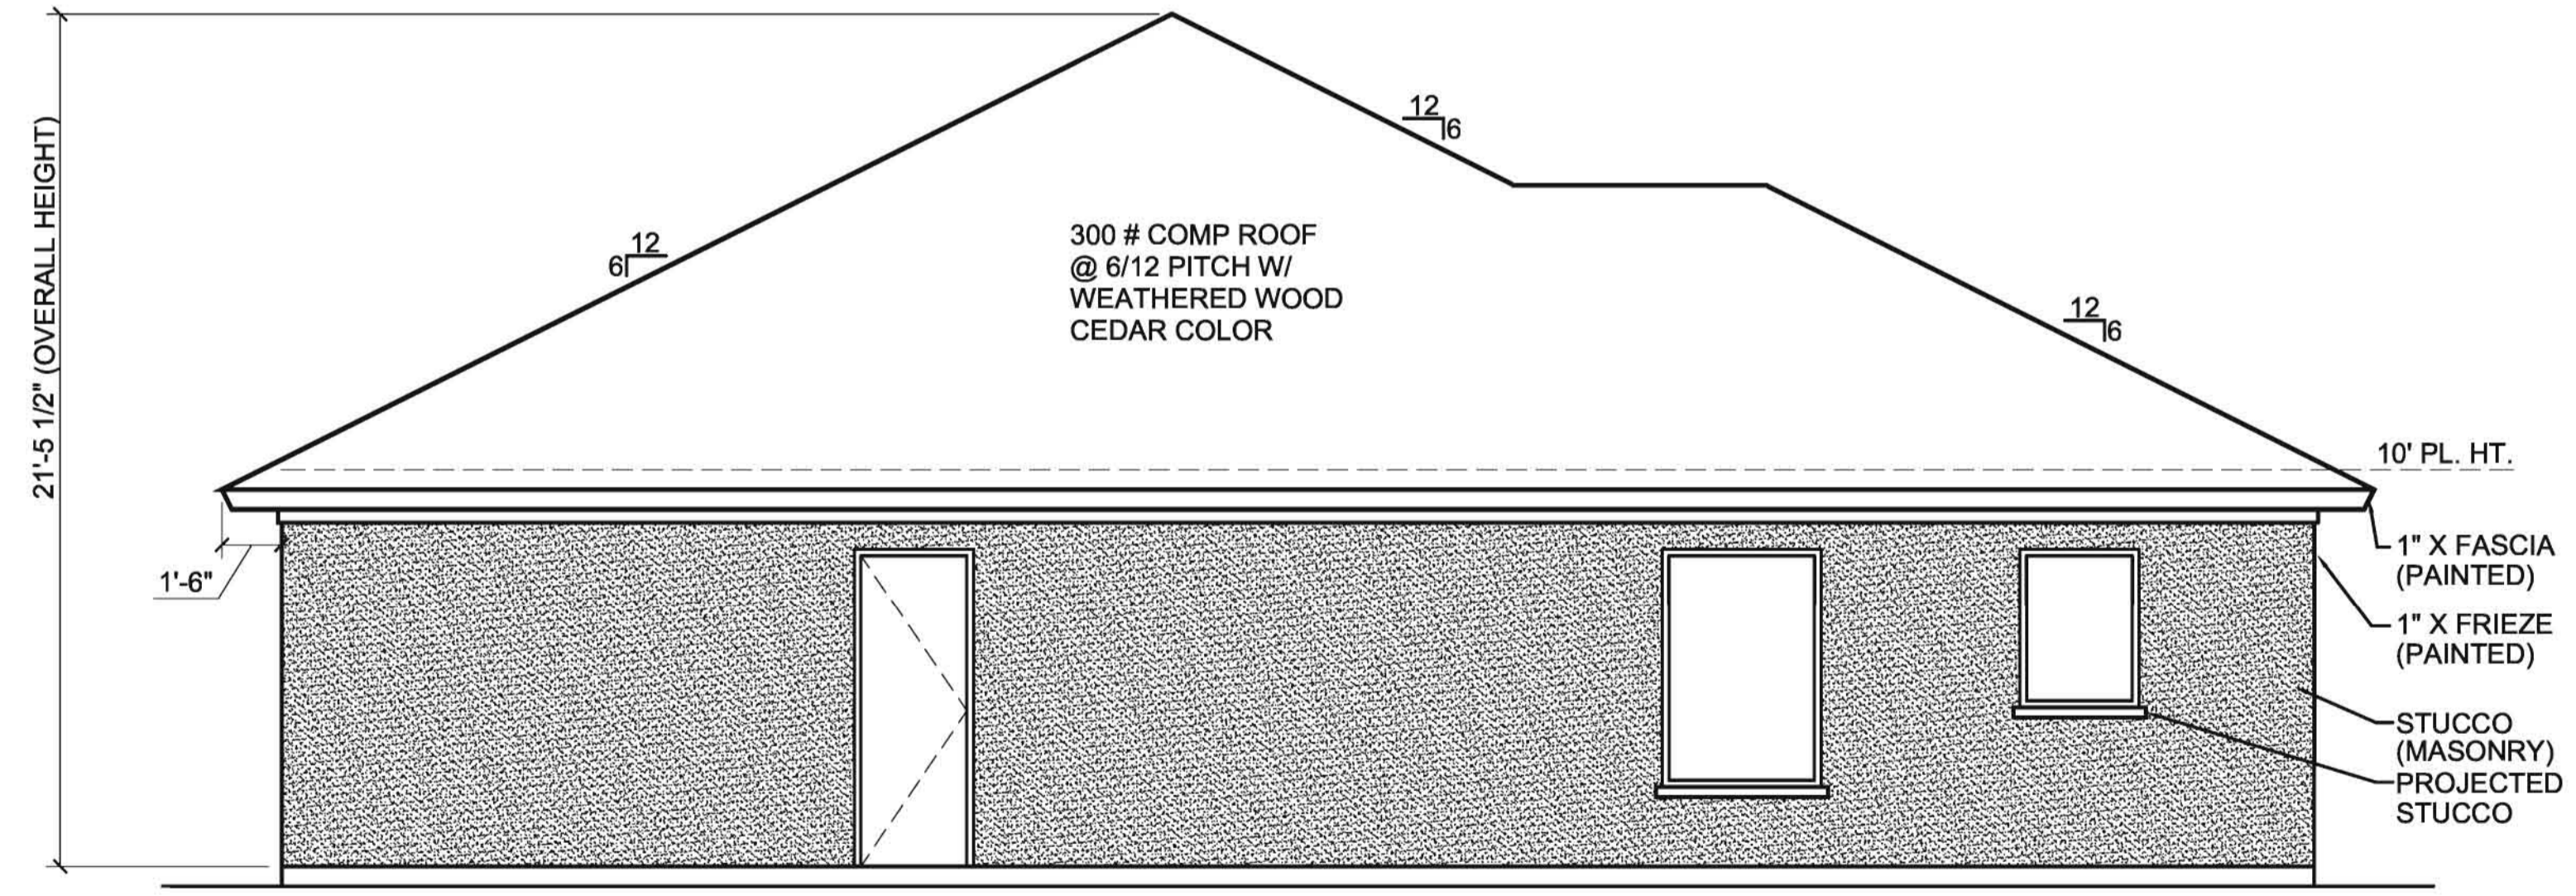 21'-5 1/2" (OVERALL HEIGHT)
12
6
12
6
300 # COMP ROOF
@ 6/12 PITCH W/
WEATHERED WOOD
CEDAR COLOR
12
6
10' PL. HT.
1'-6"
1" X FASCIA
(PAINTED)
1" X FRIEZE
(PAINTED)
STUCCO
(MASONRY)
PROJECTED
STUCCO